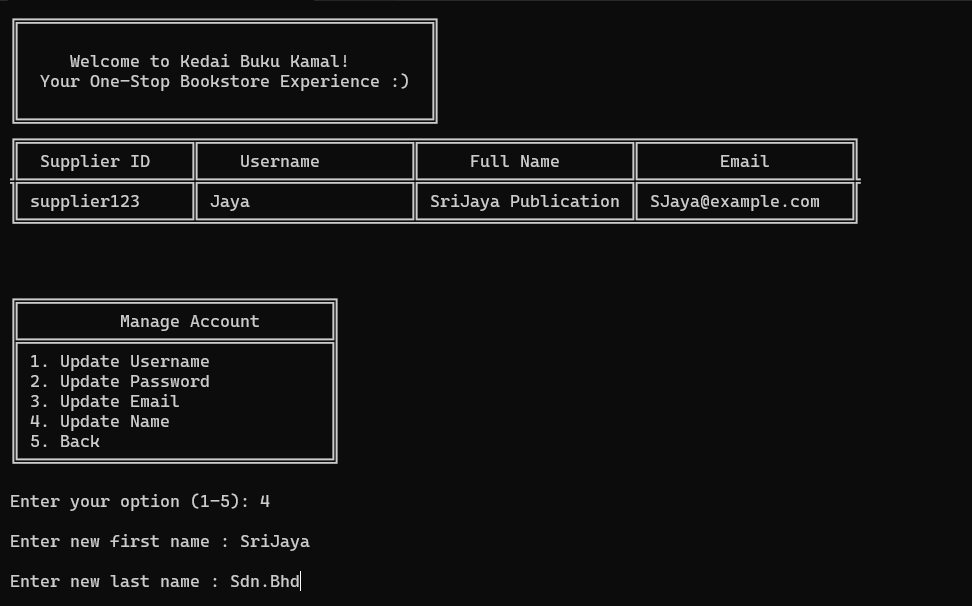 Welcome to Kedai Buku Kamal!
Your One-Stop Bookstore Experience :)
Supplier ID Username Full Name Email
supplier123 Jaya SriJaya Publication SJaya@example.com
Manage Account
1. Update Username
2. Update Password
3. Update Email
4. Update Name
5. Back
Enter your option (1-5): 4
Enter new first name : SriJaya
Enter new last name : Sdn.Bhd